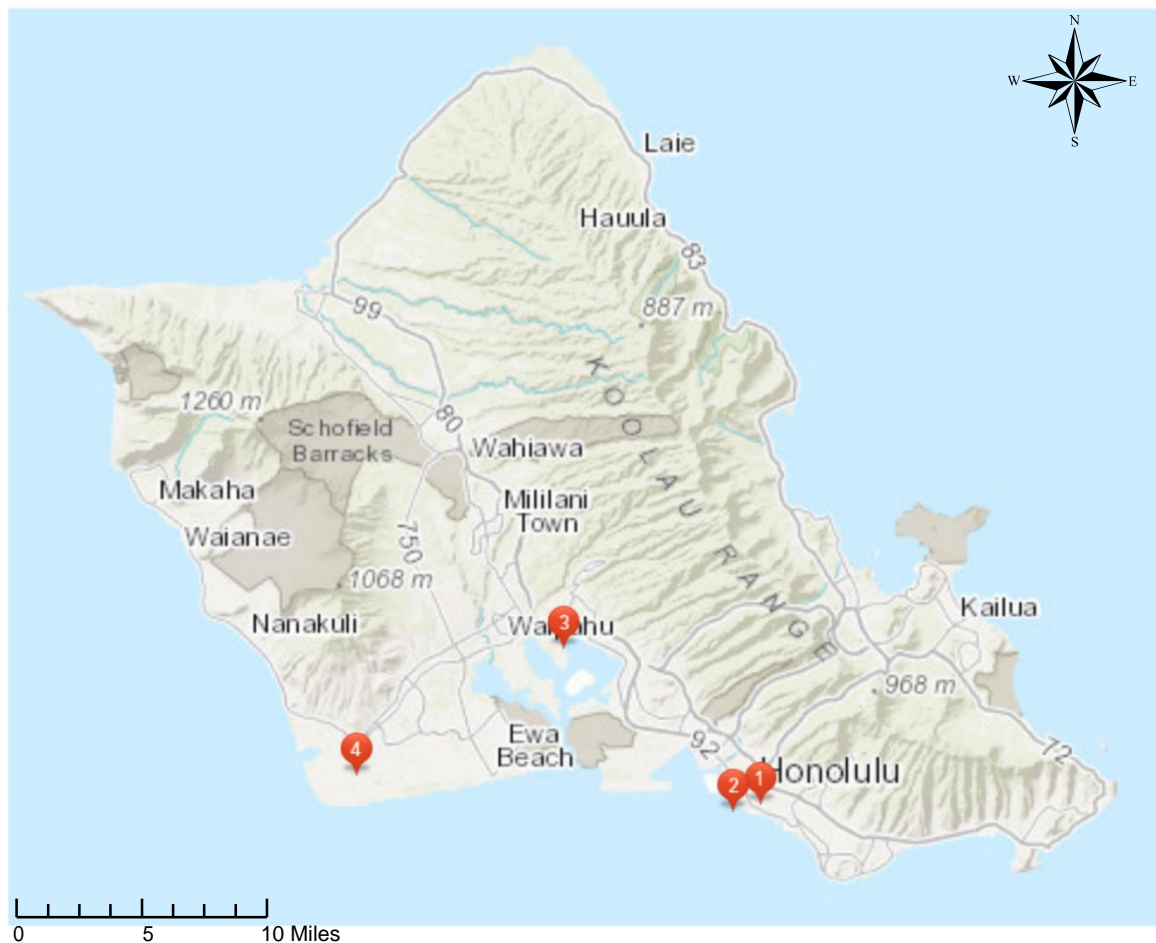 N
W E
S
Laie
Hauula
83
887 m
99
KOOLAU RANGE
1260 m
80
Schofield
Barracks
Wahiawa
Makaha
Mililani
Town
Waianae
750
1068 m
Kailua
Nanakuli
3
968 m
Ewa
Beach
92
72
4
Honolulu
2
1
0 5 10 Miles